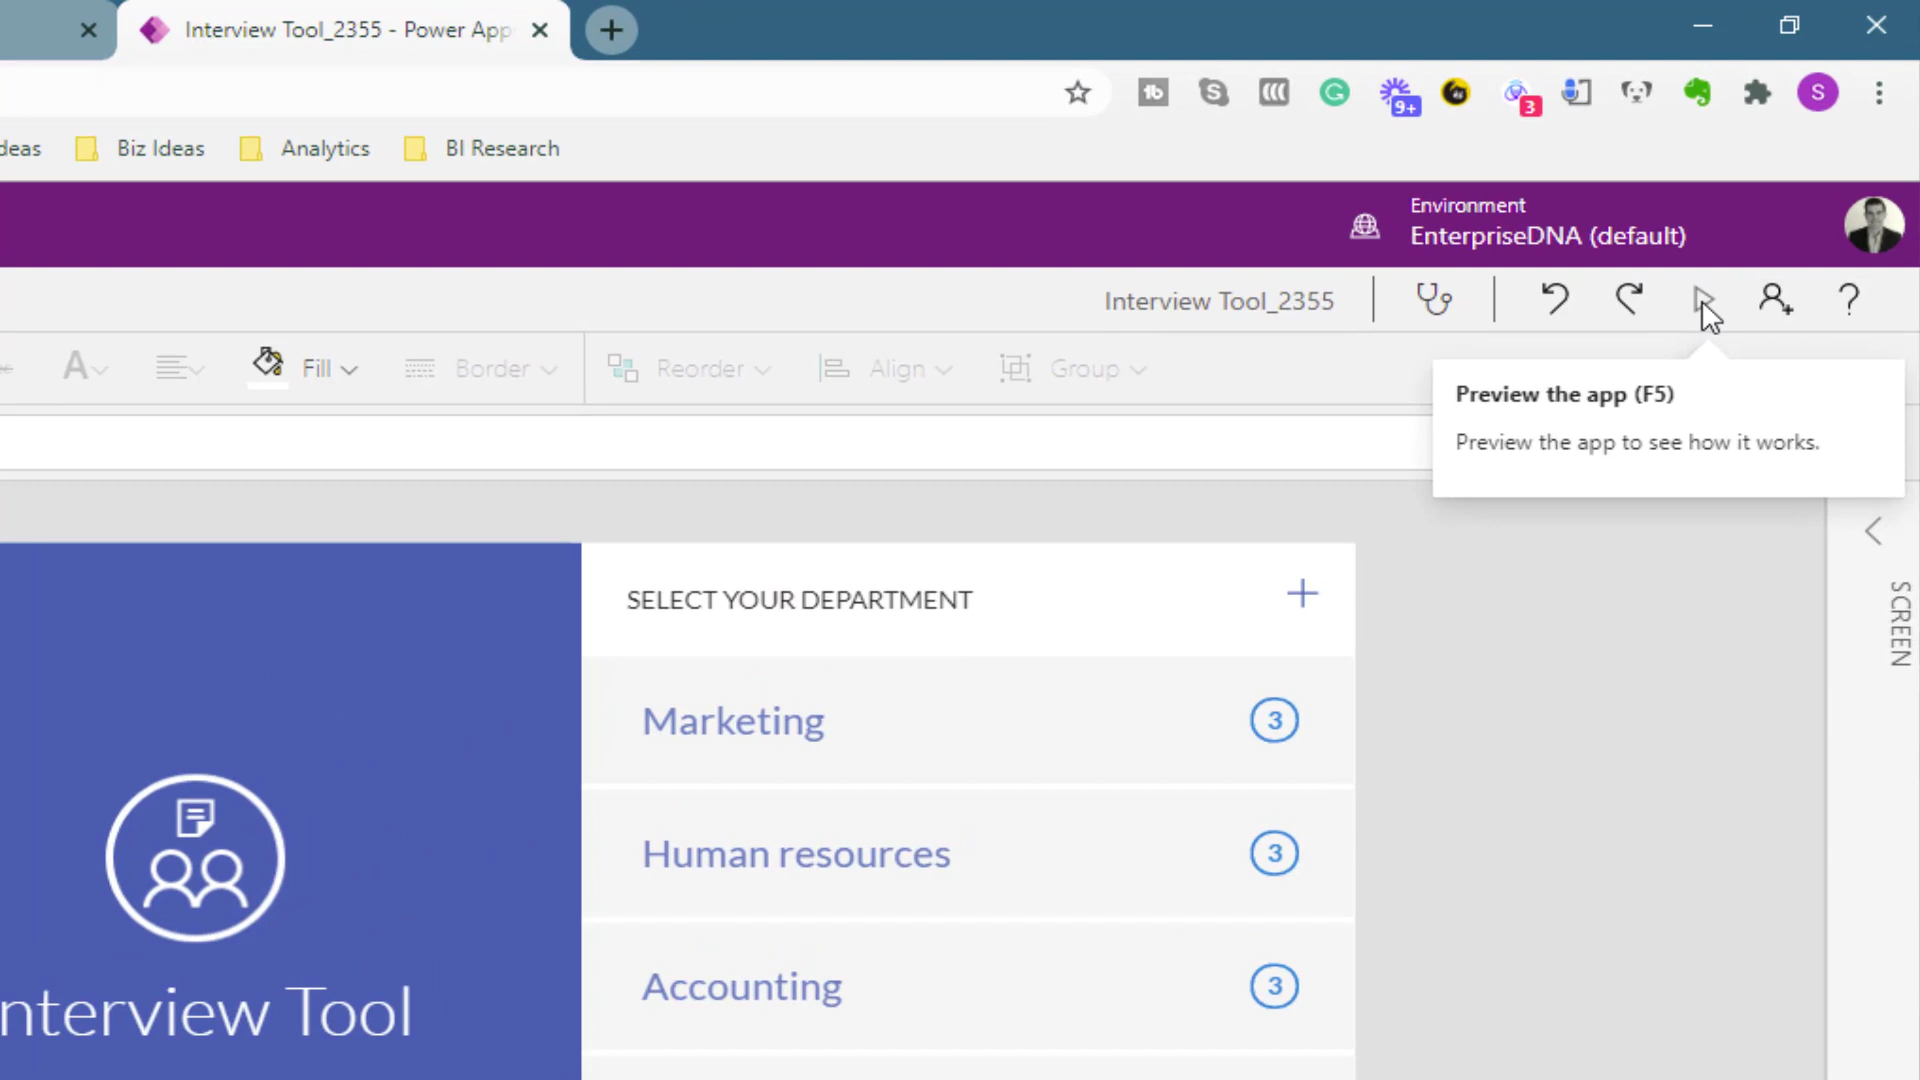 Interview Tool_2355 - Power App
9+
3
S
deas
Biz Ideas
Analytics
BI Research
Environment
EnterpriseDNA (default)
Interview Tool_2355
?
A
Fill
Border
Reorder
Align
Group
Preview the app (F5)
Preview the app to see how it works.
SCREEN
SELECT YOUR DEPARTMENT
Marketing
3
Human resources
3
Accounting
3
nterview Tool